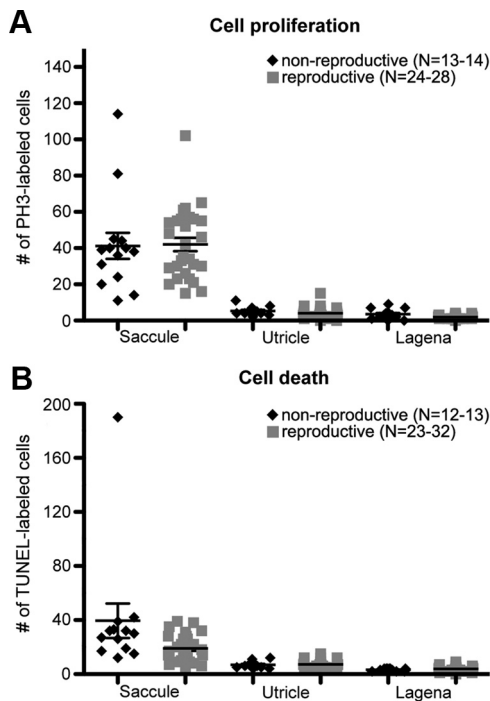 A
Cell proliferation
non-reproductive (N=13-14)
reproductive (N=24-28)
# of PH3-labeled cells
140
120
100
80
60
40
20
0
Saccule Utricle Lagena
B
Cell death
non-reproductive (N=12-13)
reproductive (N=23-32)
# of TUNEL-labeled cells
200
160
120
80
40
0
Saccule Utricle Lagena